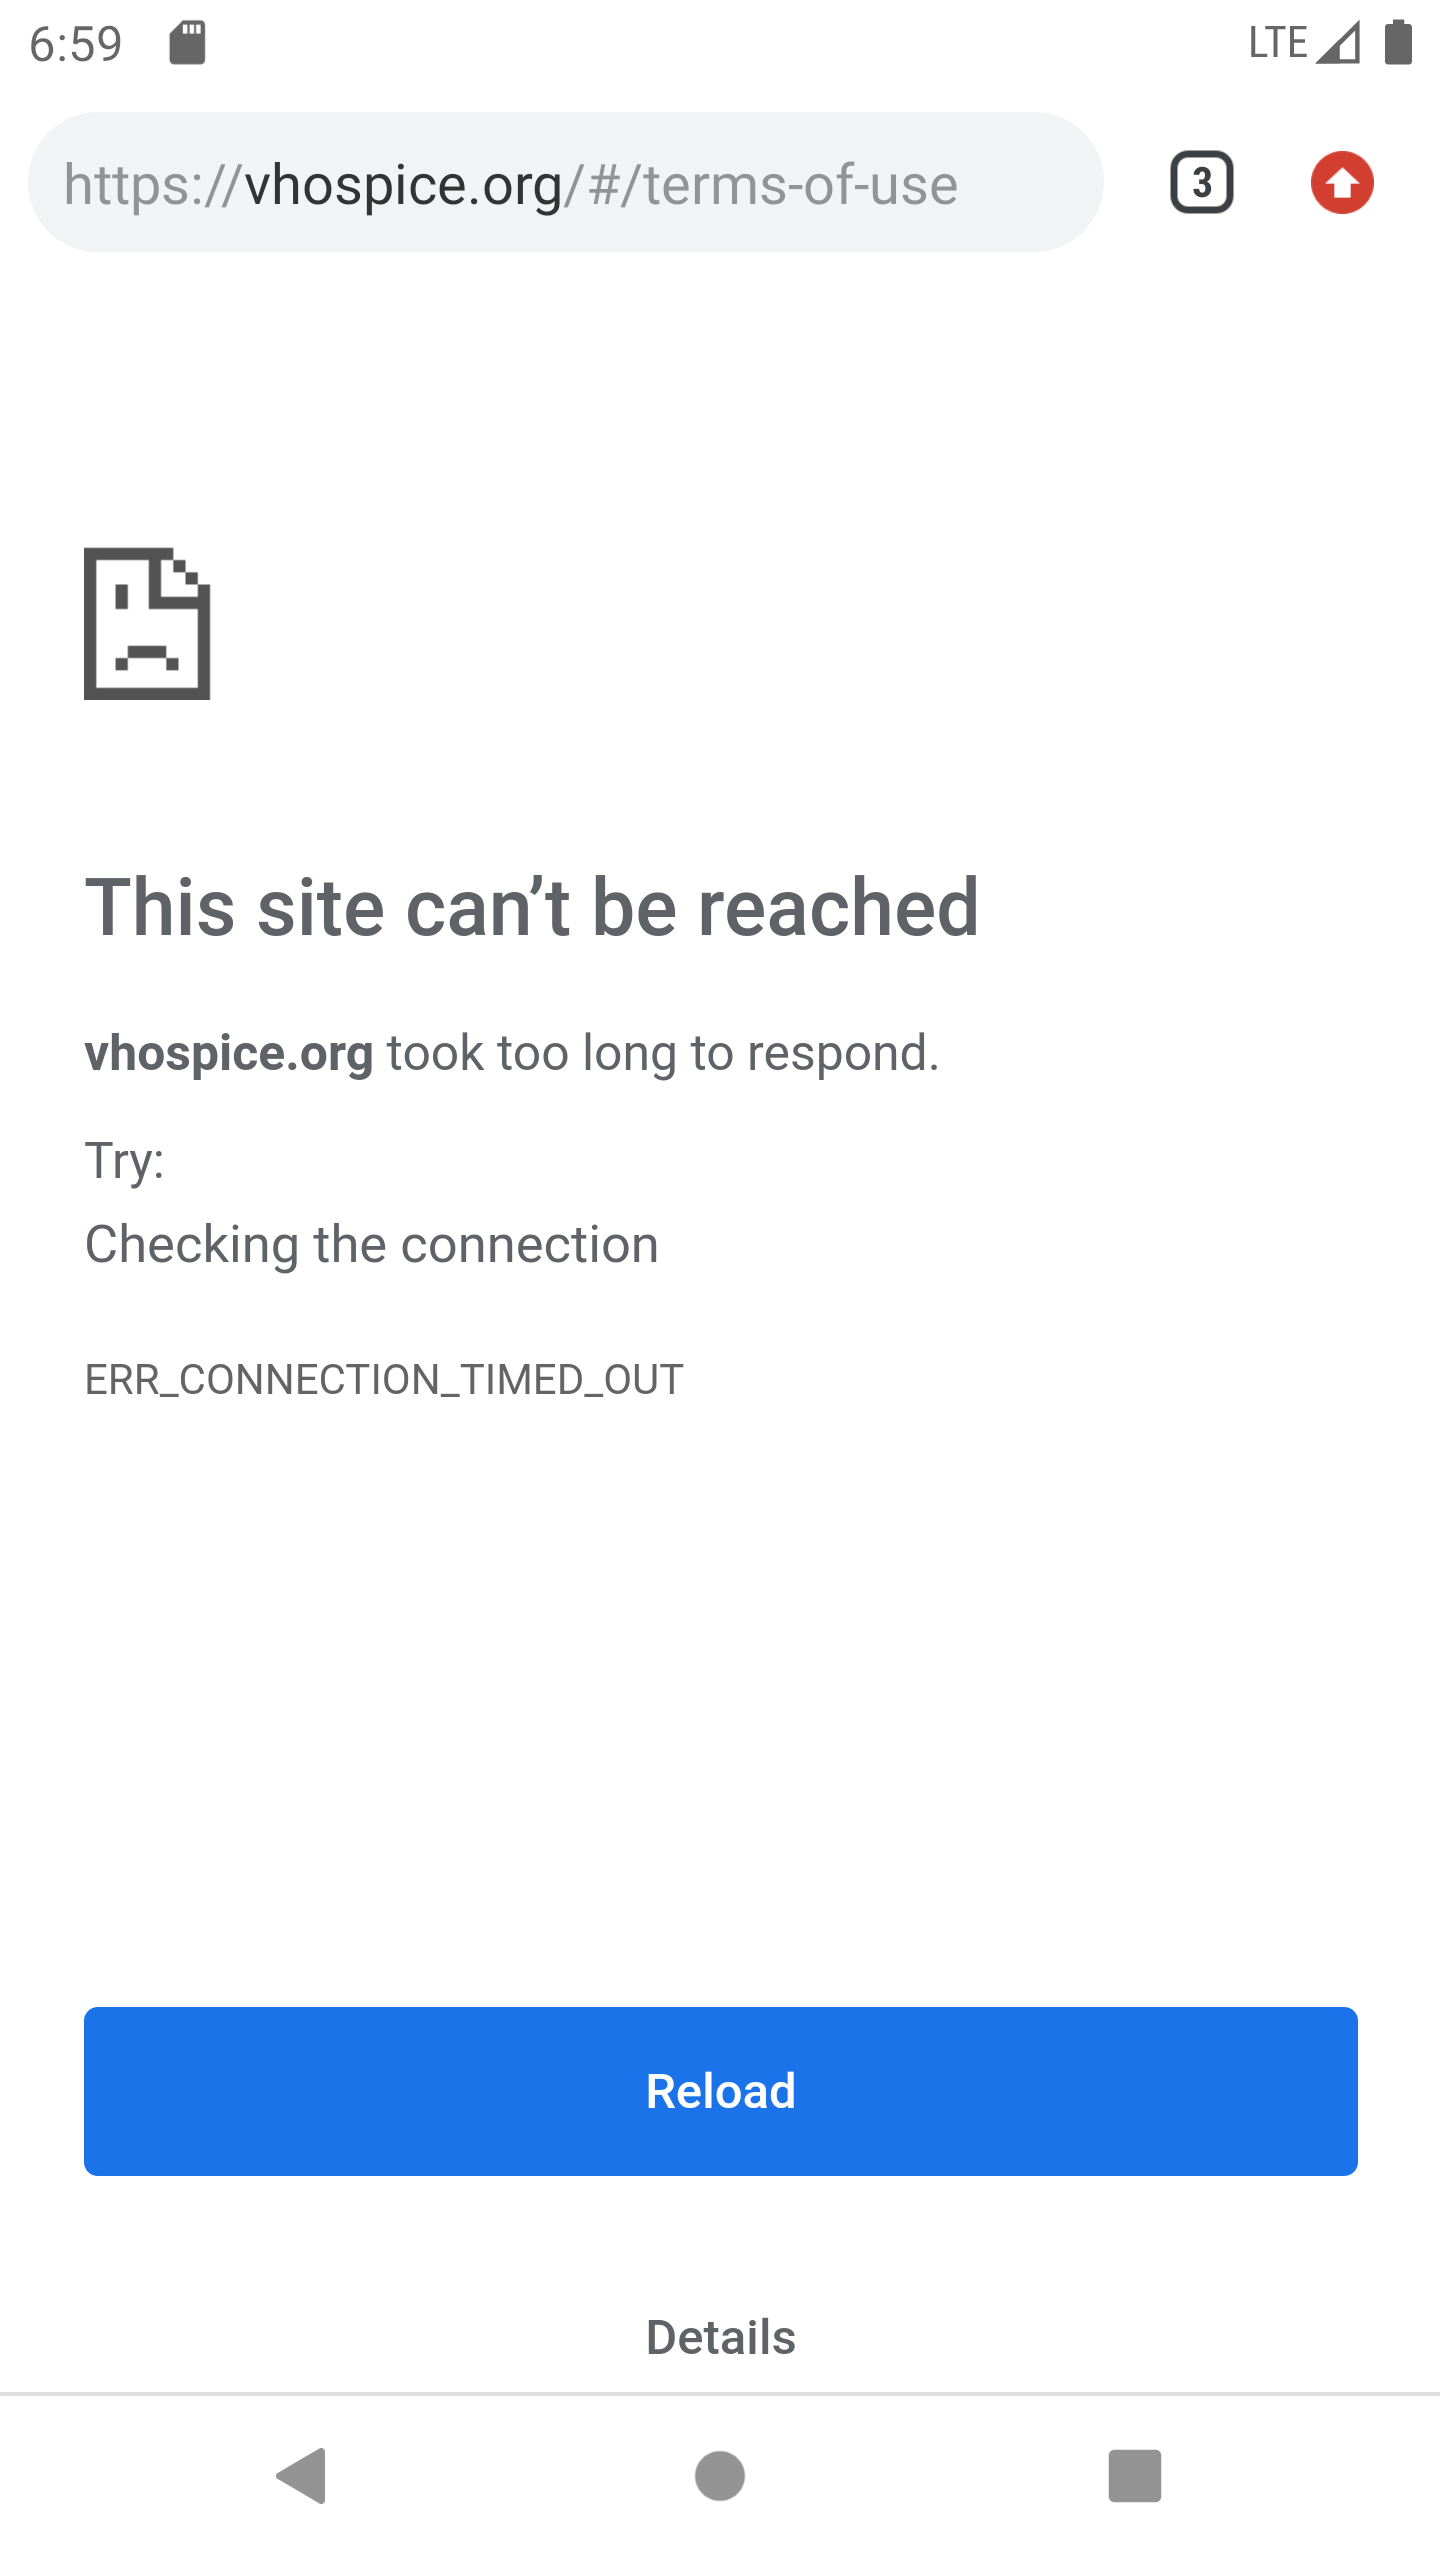 6:59
LTE
https://vhospice.org/#/terms-of-use
3
This site can’t be reached
vhospice.org took too long to respond.
Try:
Checking the connection
ERR_CONNECTION_TIMED_OUT
Reload
Details